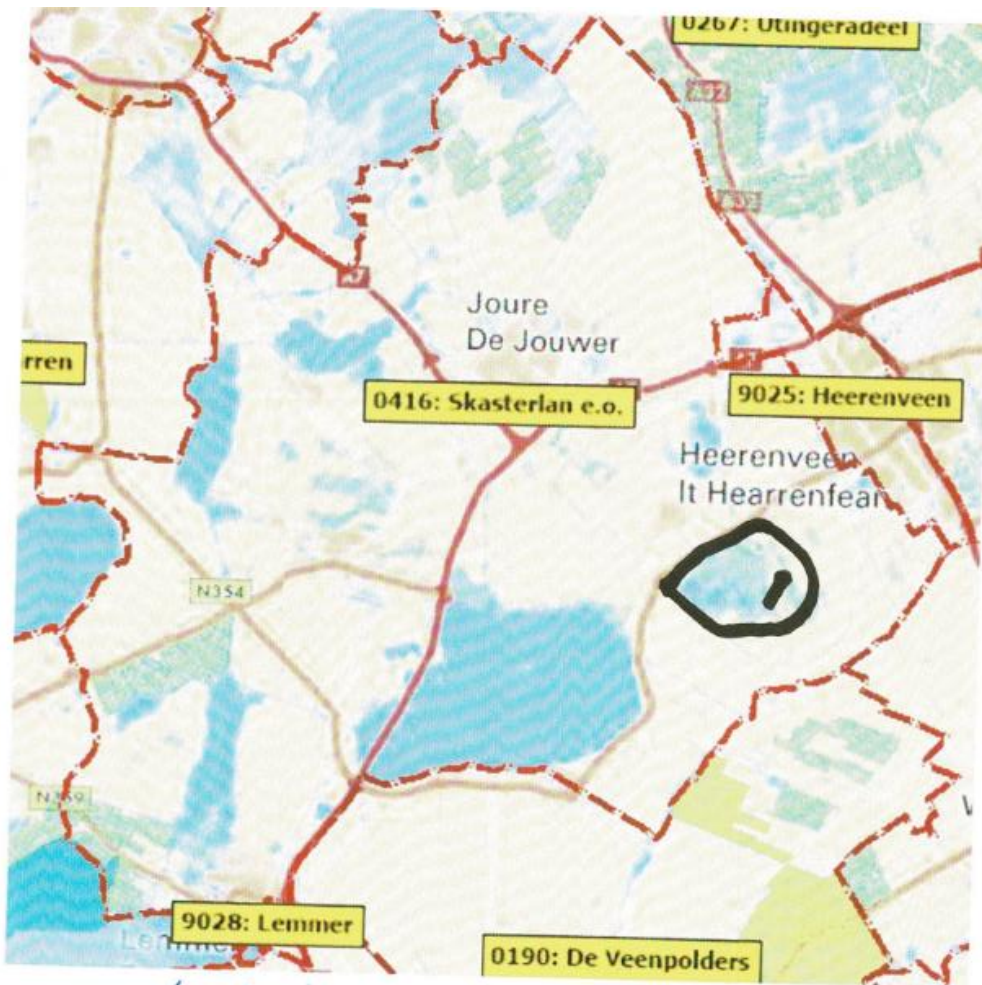 0267: Utingeradeel
A32
A32
A7
Joure
De Jouwer
rren
A7
0416: Skasterlan e.o.
9025: Heerenveen
Heerenveen
It Hearrenfean
N354
N359
9028: Lemmer
Lemmer
0190: De Veenpolders